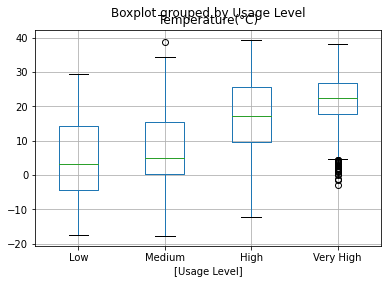 Boxplot grouped by Usage Level
Temperature(°C)
40
30
20
10
0
−10
−20
Low Medium High Very High
[Usage Level]